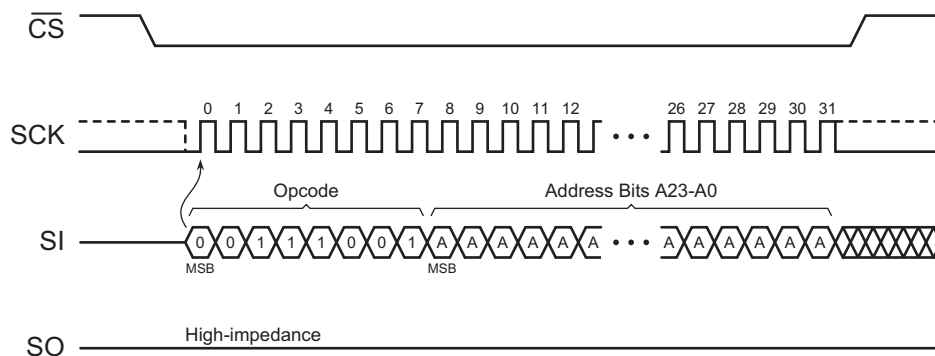 CS
SCK
0 1 2 3 4 5 6 7 8 9 10 11 12 26 27 28 29 30 31
• • •
Opcode
Address Bits A23-A0
SI
0 0 1 1 1 0 0 1 A A A A A A • • • A A A A A A
MSB MSB
High-impedance
SO